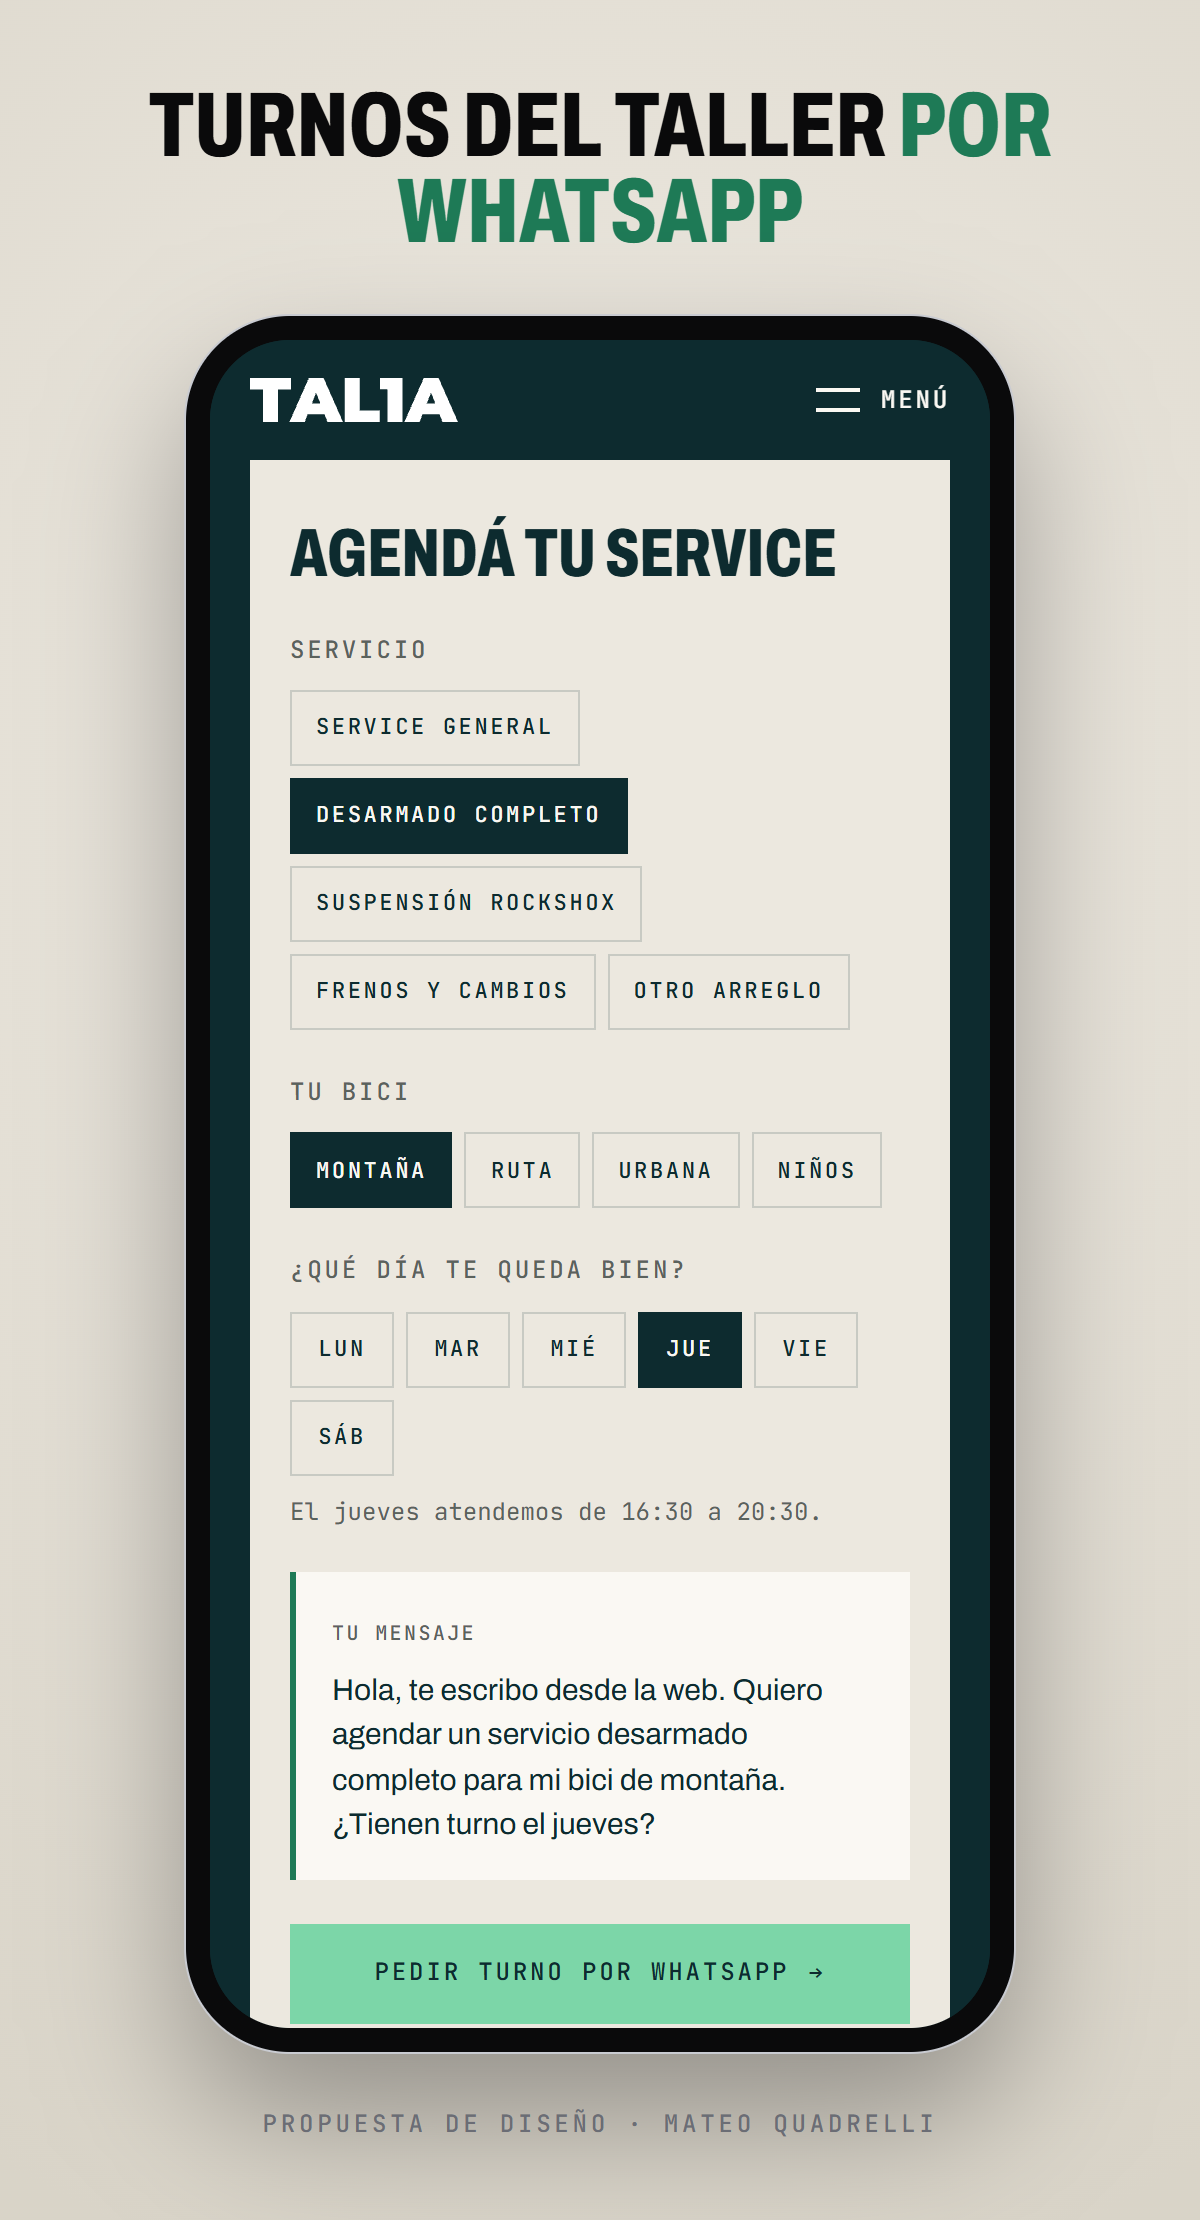 TURNOS DEL TALLER POR
WHATSAPP
TAL1A
MENÚ
AGENDÁ TU SERVICE
SERVICIO
SERVICE GENERAL
DESARMADO COMPLETO
SUSPENSIÓN ROCKSHOX
FRENOS Y CAMBIOS OTRO ARREGLO
TU BICI
MONTAÑA RUTA URBANA NIÑOS
¿QUÉ DÍA TE QUEDA BIEN?
LUN MAR MIÉ JUE VIE
SÁB
El jueves atendemos de 16:30 a 20:30.
TU MENSAJE
Hola, te escribo desde la web. Quiero
agendar un servicio desarmado
completo para mi bici de montaña.
¿Tienen turno el jueves?
PEDIR TURNO POR WHATSAPP →
PROPUESTA DE DISEÑO · MATEO QUADRELLI